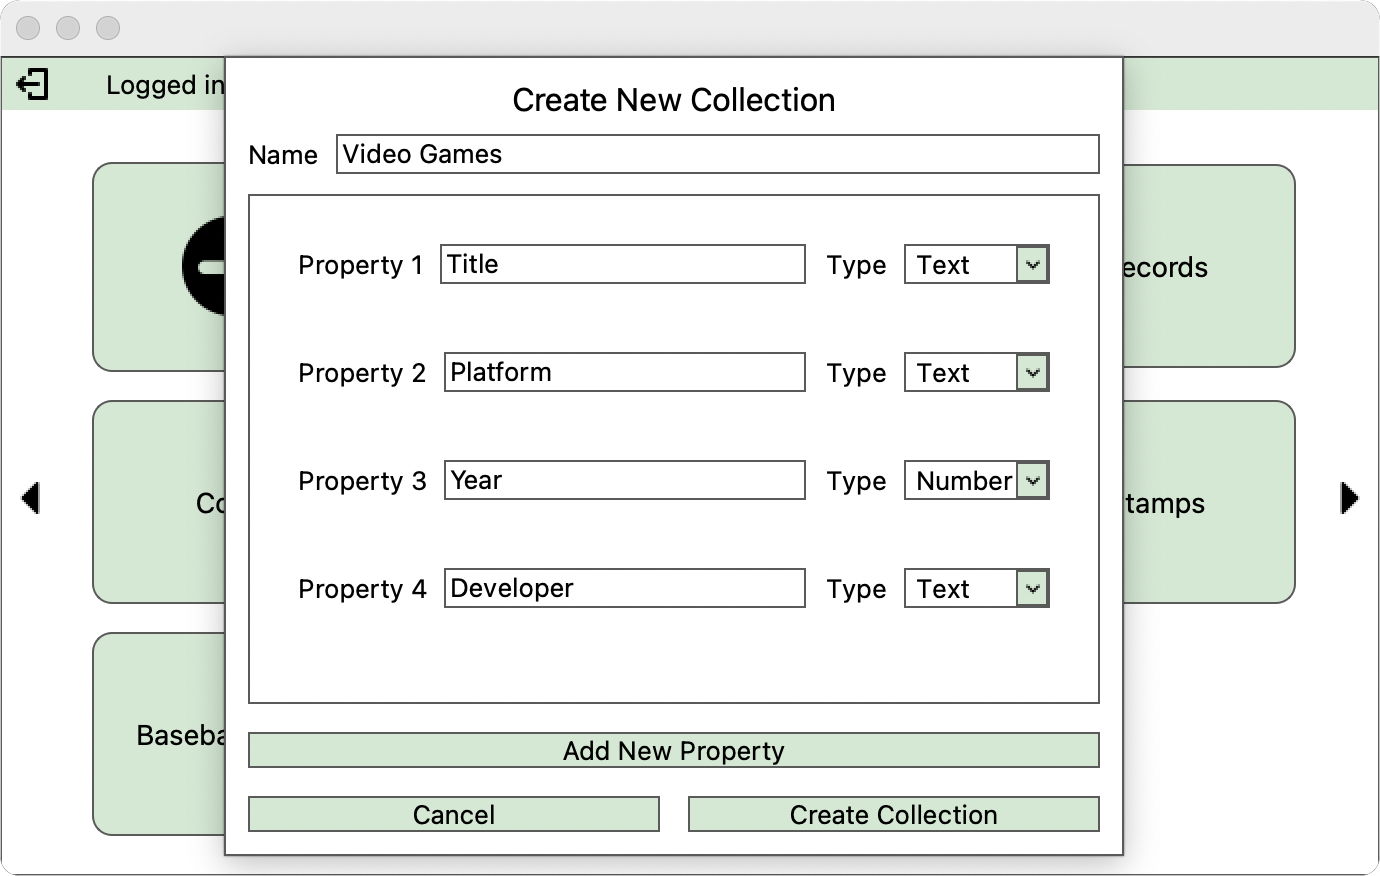 Logged in
Create New Collection
Name Video Games
Property 1 Title Type Text
Property 2 Platform Type Text
Property 3 Year Type Number
Property 4 Developer Type Text
Add New Property
Cancel Create Collection
ecords
Co
tamps
Baseba